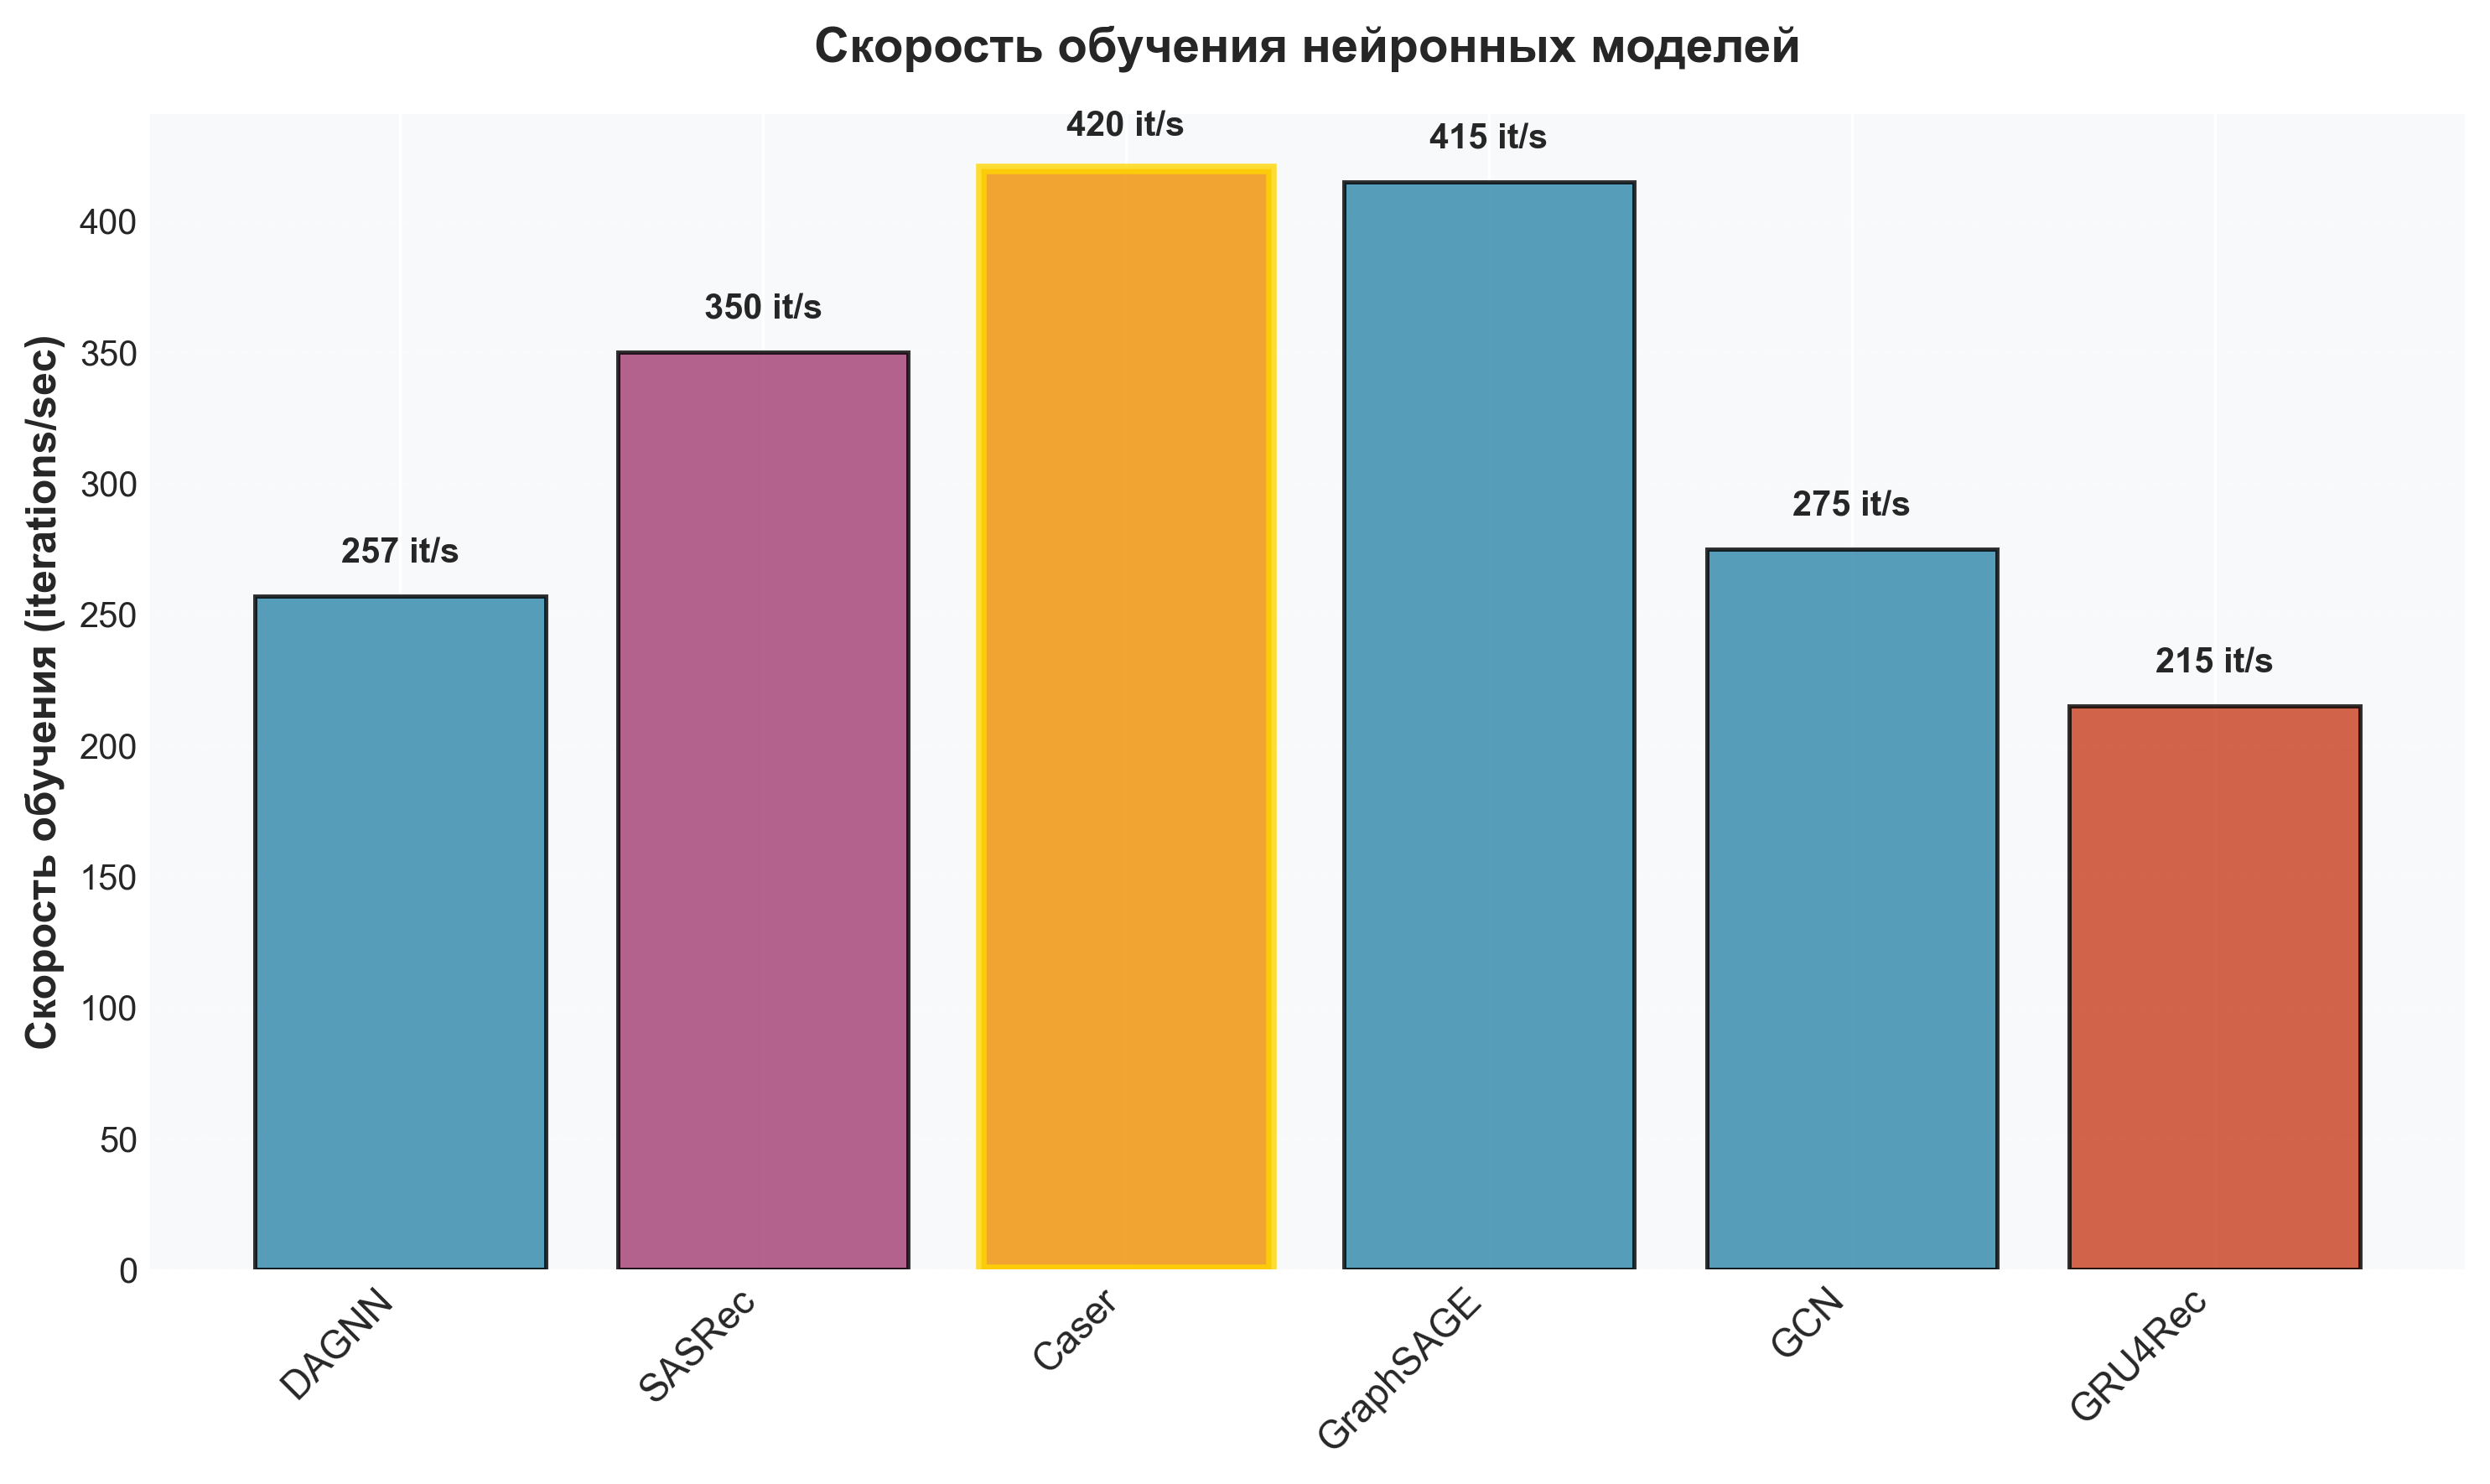 Скорость обучения нейронных моделей
Скорость обучения (iterations/sec)
400
350
300
250
200
150
100
50
0
257 it/s
350 it/s
420 it/s
415 it/s
275 it/s
215 it/s
DAGNN
SASRec
Caser
GraphSAGE
GCN
GRU4Rec